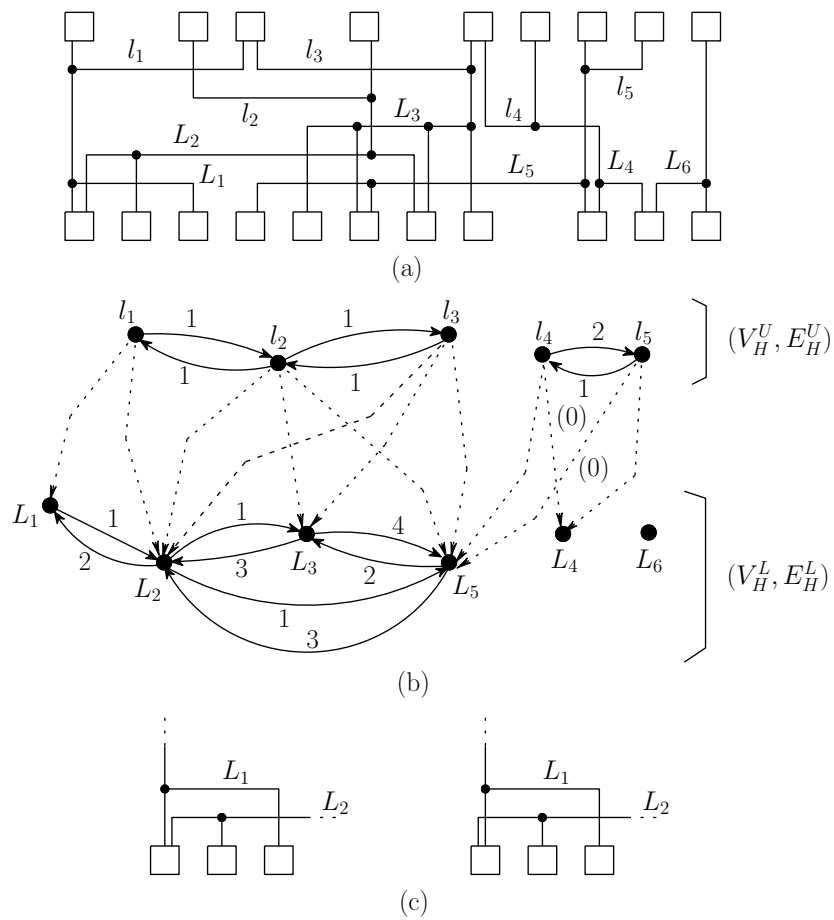 l₁ l₃
l₂ L₃ l₄ l₅
L₂
L₁ L₅ L₄ L₆
(a)
l₁ 1 l₂ 1 l₃ l₄ 2 l₅ (V_H^U, E_H^U)
1 1 1
(0)
(0)
L₁ 1 1 4
2 L₂ 3 L₃ 2 L₅ L₄ L₆ (V_H^L, E_H^L)
1
3
(b)
L₁ L₁
L₂ L₂
(c)